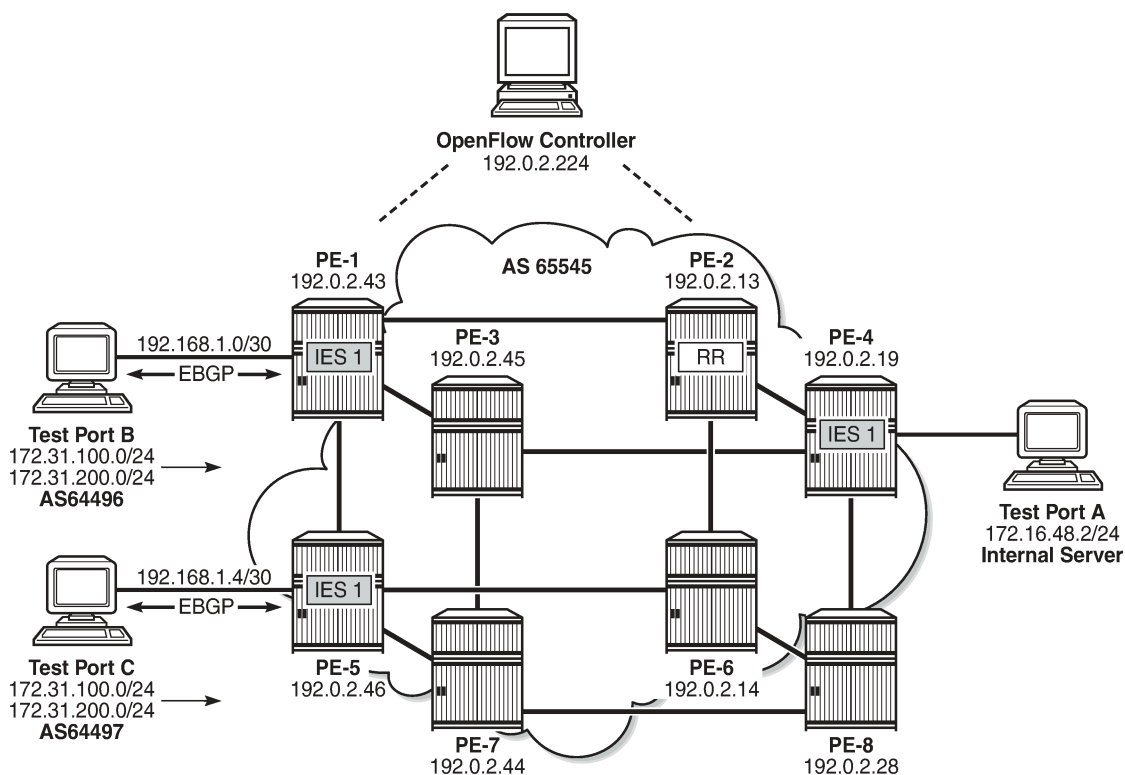 OpenFlow Controller
192.0.2.224
AS 65545
PE-1
192.0.2.43
PE-2
192.0.2.13
PE-3
192.0.2.45
PE-4
192.0.2.19
192.168.1.0/30
EBGP
IES 1
RR
IES 1
Test Port B
172.31.100.0/24
172.31.200.0/24
AS64496
Test Port A
172.16.48.2/24
Internal Server
192.168.1.4/30
EBGP
IES 1
Test Port C
172.31.100.0/24
172.31.200.0/24
AS64497
PE-5
192.0.2.46
PE-6
192.0.2.14
PE-7
192.0.2.44
PE-8
192.0.2.28